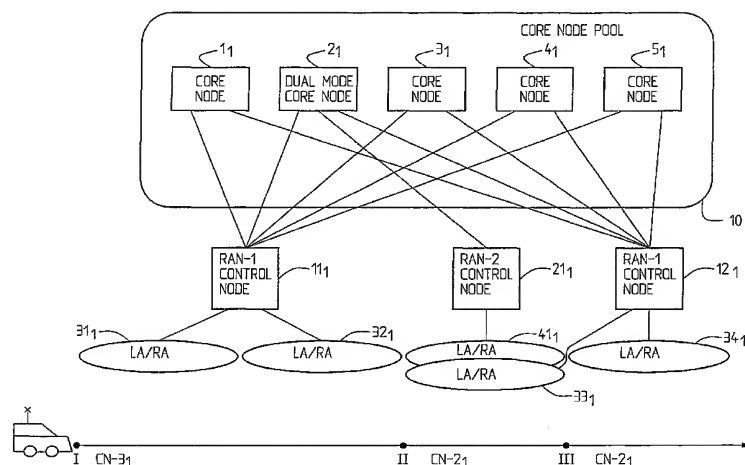 CORE NODE POOL
1₁
2₁
3₁
4₁
5₁
CORE
NODE
DUAL MODE
CORE NODE
CORE
NODE
CORE
NODE
CORE
NODE
10
RAN-1
CONTROL
NODE
11₁
RAN-2
CONTROL
NODE
21₁
RAN-1
CONTROL
NODE
12₁
31₁
LA/RA
32₁
LA/RA
41₁
LA/RA
LA/RA
33₁
34₁
LA/RA
I CN-3₁ II CN-2₁ III CN-2₁